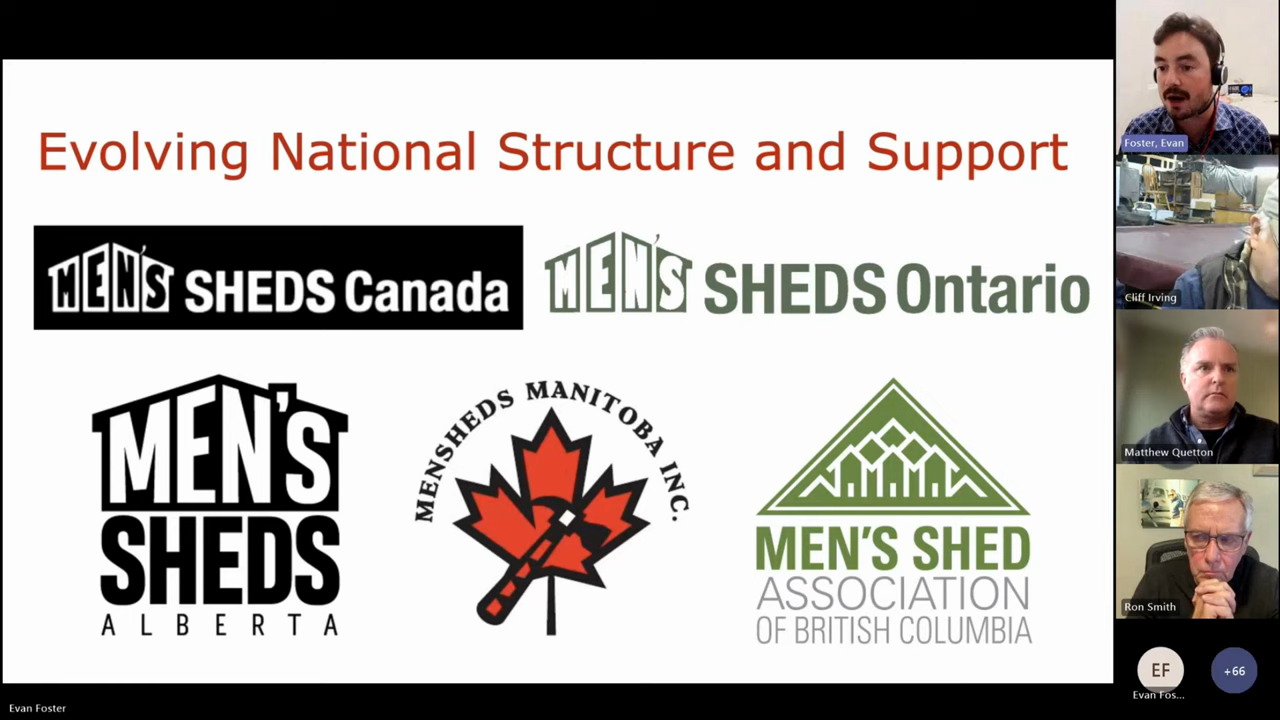 Evolving National Structure and Support
MEN'S SHEDS Canada
MEN'S SHEDS Ontario
MEN'S
SHEDS
ALBERTA
MENSHEDS MANITOBA INC.
MEN'S SHED
ASSOCIATION
OF BRITISH COLUMBIA
Foster, Evan
Cliff Irving
Matthew Quetton
Ron Smith
EF
+66
Evan Fos...
Evan Foster